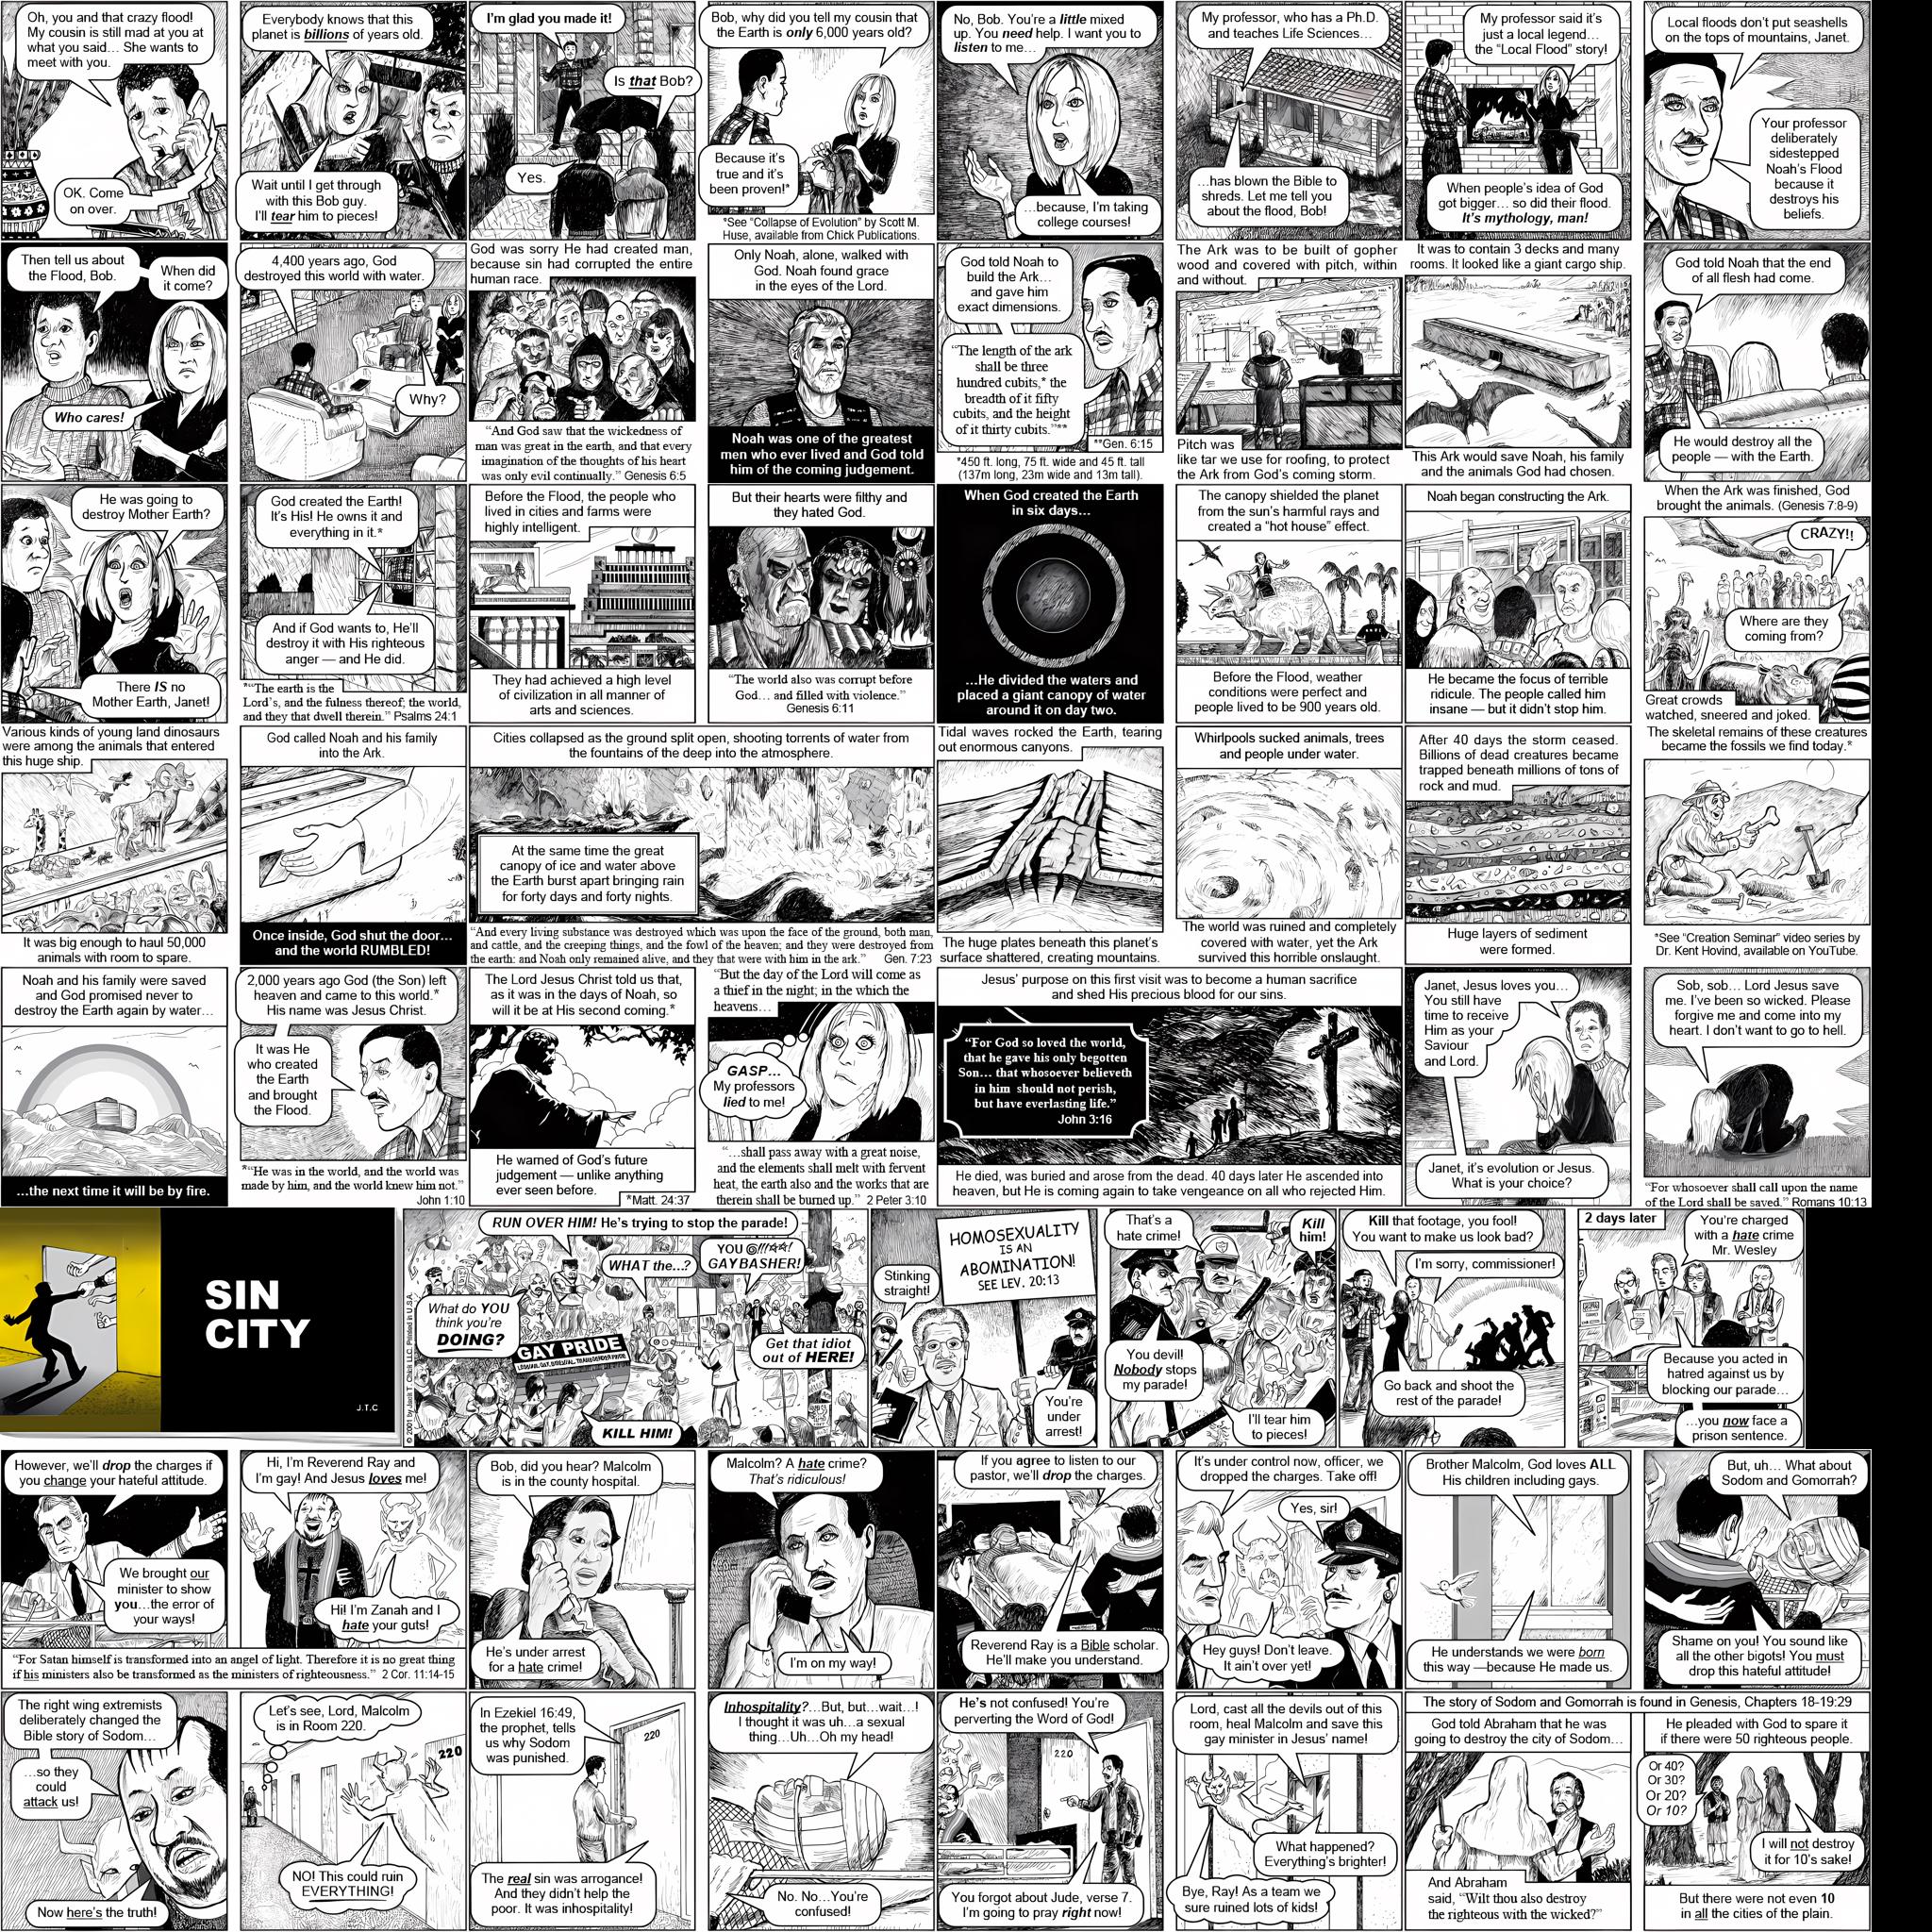 Oh, you and that crazy flood!
My cousin is still mad at you at
what you said... She wants to
meet with you.
OK. Come
on over.
Everybody knows that this
planet is billions of years old.
Wait until I get through
with this Bob guy.
I'll tear him to pieces!
I'm glad you made it!
Is that Bob?
Yes.
Bob, why did you tell my cousin that
the Earth is only 6,000 years old?
Because it's
true and it's
been proven!*
*See "Collapse of Evolution" by Scott M.
Huse, available from Chick Publications.
No, Bob. You're a little mixed
up. You need help. I want you to
listen to me...
...because, I'm taking
college courses!
My professor, who has a Ph.D.
and teaches Life Sciences...
...has blown the Bible to
shreds. Let me tell you
about the flood, Bob!
My professor said it's
just a local legend...
the "Local Flood" story!
When people's idea of God
got bigger... so did their flood.
It's mythology, man!
Local floods don't put seashells
on the tops of mountains, Janet.
Your professor
deliberately
sidestepped
Noah's Flood
because it
destroys his
beliefs.
Then tell us about
the Flood, Bob.
When did
it come?
Who cares!
4,400 years ago, God
destroyed this world with water.
Why?
God was sorry He had created man,
because sin had corrupted the entire
human race.
"And God saw that the wickedness of
man was great in the earth, and that every
imagination of the thoughts of his heart
was only evil continually." Genesis 6:5
Only Noah, alone, walked with
God. Noah found grace
in the eyes of the Lord.
Noah was one of the greatest
men who ever lived and God told
him of the coming judgement.
God told Noah to
build the Ark...
and gave him
exact dimensions.
"The length of the ark
shall be three
hundred cubits,* the
breadth of it fifty
cubits, and the height
of it thirty cubits."**
**Gen. 6:15
*450 ft. long, 75 ft. wide and 45 ft. tall
(137m long, 23m wide and 13m tall).
The Ark was to be built of gopher
wood and covered with pitch, within
and without.
Pitch was
like tar we use for roofing, to protect
the Ark from God's coming storm.
It was to contain 3 decks and many
rooms. It looked like a giant cargo ship.
This Ark would save Noah, his family
and the animals God had chosen.
God told Noah that the end
of all flesh had come.
He would destroy all the
people — with the Earth.
He was going to
destroy Mother Earth?
There IS no
Mother Earth, Janet!
God created the Earth!
It's His! He owns it and
everything in it.*
And if God wants to, He'll
destroy it with His righteous
anger — and He did.
*"The earth is the
Lord's, and the fulness thereof; the world,
and they that dwell therein." Psalms 24:1
Before the Flood, the people who
lived in cities and farms were
highly intelligent.
They had achieved a high level
of civilization in all manner of
arts and sciences.
But their hearts were filthy and
they hated God.
"The world also was corrupt before
God... and filled with violence."
Genesis 6:11
When God created the Earth
in six days...
...He divided the waters and
placed a giant canopy of water
around it on day two.
The canopy shielded the planet
from the sun's harmful rays and
created a "hot house" effect.
Before the Flood, weather
conditions were perfect and
people lived to be 900 years old.
Noah began constructing the Ark.
He became the focus of terrible
ridicule. The people called him
insane — but it didn't stop him.
When the Ark was finished, God
brought the animals. (Genesis 7:8-9)
CRAZY!!
Where are they
coming from?
Great crowds
watched, sneered and joked.
Various kinds of young land dinosaurs
were among the animals that entered
this huge ship.
It was big enough to haul 50,000
animals with room to spare.
God called Noah and his family
into the Ark.
Once inside, God shut the door...
and the world RUMBLED!
Cities collapsed as the ground split open, shooting torrents of water from
the fountains of the deep into the atmosphere.
At the same time the great
canopy of ice and water above
the Earth burst apart bringing rain
for forty days and forty nights.
"And every living substance was destroyed which was upon the face of the ground, both man,
and cattle, and the creeping things, and the fowl of the heaven; and they were destroyed from
the earth: and Noah only remained alive, and they that were with him in the ark." Gen. 7:23
Tidal waves rocked the Earth, tearing
out enormous canyons.
The huge plates beneath this planet's
surface shattered, creating mountains.
Whirlpools sucked animals, trees
and people under water.
The world was ruined and completely
covered with water, yet the Ark
survived this horrible onslaught.
After 40 days the storm ceased.
Billions of dead creatures became
trapped beneath millions of tons of
rock and mud.
Huge layers of sediment
were formed.
The skeletal remains of these creatures
became the fossils we find today.*
*See "Creation Seminar" video series by
Dr. Kent Hovind, available on YouTube.
Noah and his family were saved
and God promised never to
destroy the Earth again by water...
...the next time it will be by fire.
2,000 years ago God (the Son) left
heaven and came to this world.*
His name was Jesus Christ.
It was He
who created
the Earth
and brought
the Flood.
*"He was in the world, and the world was
made by him, and the world knew him not."
John 1:10
The Lord Jesus Christ told us that,
as it was in the days of Noah, so
will it be at His second coming.*
He warned of God's future
judgement — unlike anything
ever seen before.
*Matt. 24:37
"But the day of the Lord will come as
a thief in the night; in the which the
heavens...
GASP...
My professors
lied to me!
"...shall pass away with a great noise,
and the elements shall melt with fervent
heat, the earth also and the works that are
therein shall be burned up." 2 Peter 3:10
Jesus' purpose on this first visit was to become a human sacrifice
and shed His precious blood for our sins.
"For God so loved the world,
that he gave his only begotten
Son... that whosoever believeth
in him should not perish,
but have everlasting life."
John 3:16
He died, was buried and arose from the dead. 40 days later He ascended into
heaven, but He is coming again to take vengeance on all who rejected Him.
Janet, Jesus loves you...
You still have
time to receive
Him as your
Saviour
and Lord.
Janet, it's evolution or Jesus.
What is your choice?
Sob, sob... Lord Jesus save
me. I've been so wicked. Please
forgive me and come into my
heart. I don't want to go to hell.
"For whosoever shall call upon the name
of the Lord shall be saved." Romans 10:13
SIN
CITY
J.T.C
© 2001 by Jack T. Chick LLC. Printed in U.S.A.
RUN OVER HIM! He's trying to stop the parade!
WHAT the...?
YOU @!!!☆☆!
GAYBASHER!
What do YOU
think you're
DOING?
GAY PRIDE
LESBIAN, GAY, BISEXUAL, TRANSGENDER PRIDE
Get that idiot
out of HERE!
KILL HIM!
HOMOSEXUALITY
IS AN
ABOMINATION!
SEE LEV. 20:13
Stinking
straight!
You're
under
arrest!
That's a
hate crime!
Kill
him!
You devil!
Nobody stops
my parade!
I'll tear him
to pieces!
Kill that footage, you fool!
You want to make us look bad?
I'm sorry, commissioner!
Go back and shoot the
rest of the parade!
2 days later
You're charged
with a hate crime
Mr. Wesley
Because you acted in
hatred against us by
blocking our parade...
...you now face a
prison sentence.
However, we'll drop the charges if
you change your hateful attitude.
We brought our
minister to show
you...the error of
your ways!
Hi, I'm Reverend Ray and
I'm gay! And Jesus loves me!
Hi! I'm Zanah and I
hate your guts!
"For Satan himself is transformed into an angel of light. Therefore it is no great thing
if his ministers also be transformed as the ministers of righteousness." 2 Cor. 11:14-15
Bob, did you hear? Malcolm
is in the county hospital.
He's under arrest
for a hate crime!
Malcolm? A hate crime?
That's ridiculous!
I'm on my way!
If you agree to listen to our
pastor, we'll drop the charges.
Reverend Ray is a Bible scholar.
He'll make you understand.
It's under control now, officer, we
dropped the charges. Take off!
Yes, sir!
Hey guys! Don't leave.
It ain't over yet!
Brother Malcolm, God loves ALL
His children including gays.
He understands we were born
this way —because He made us.
But, uh... What about
Sodom and Gomorrah?
Shame on you! You sound like
all the other bigots! You must
drop this hateful attitude!
The right wing extremists
deliberately changed the
Bible story of Sodom...
...so they
could
attack us!
Now here's the truth!
Let's see, Lord, Malcolm
is in Room 220.
220
NO! This could ruin
EVERYTHING!
In Ezekiel 16:49,
the prophet, tells
us why Sodom
was punished.
220
The real sin was arrogance!
And they didn't help the
poor. It was inhospitality!
Inhospitality?...But, but...wait...!
I thought it was uh...a sexual
thing...Uh...Oh my head!
No. No...You're
confused!
He's not confused! You're
perverting the Word of God!
220
You forgot about Jude, verse 7.
I'm going to pray right now!
Lord, cast all the devils out of this
room, heal Malcolm and save this
gay minister in Jesus' name!
What happened?
Everything's brighter!
Bye, Ray! As a team we
sure ruined lots of kids!
The story of Sodom and Gomorrah is found in Genesis, Chapters 18-19:29
God told Abraham that he was
going to destroy the city of Sodom...
And Abraham
said, "Wilt thou also destroy
the righteous with the wicked?"
He pleaded with God to spare it
if there were 50 righteous people.
Or 40?
Or 30?
Or 20?
Or 10?
I will not destroy
it for 10's sake!
But there were not even 10
in all the cities of the plain.